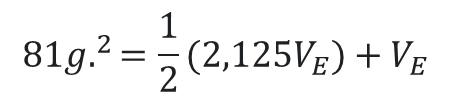 81g.² = 1/2 (2,125V_E) + V_E